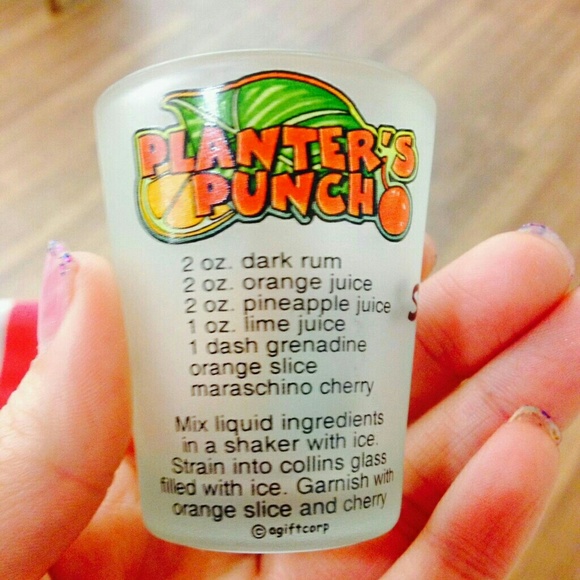 PLANTER'S
PUNCH
2 oz. dark rum
2 oz. orange juice
2 oz. pineapple juice
1 oz. lime juice
1 dash grenadine
orange slice
maraschino cherry
Mix liquid ingredients
in a shaker with ice.
Strain into collins glass
filled with ice. Garnish with
orange slice and cherry
©agiftcorp